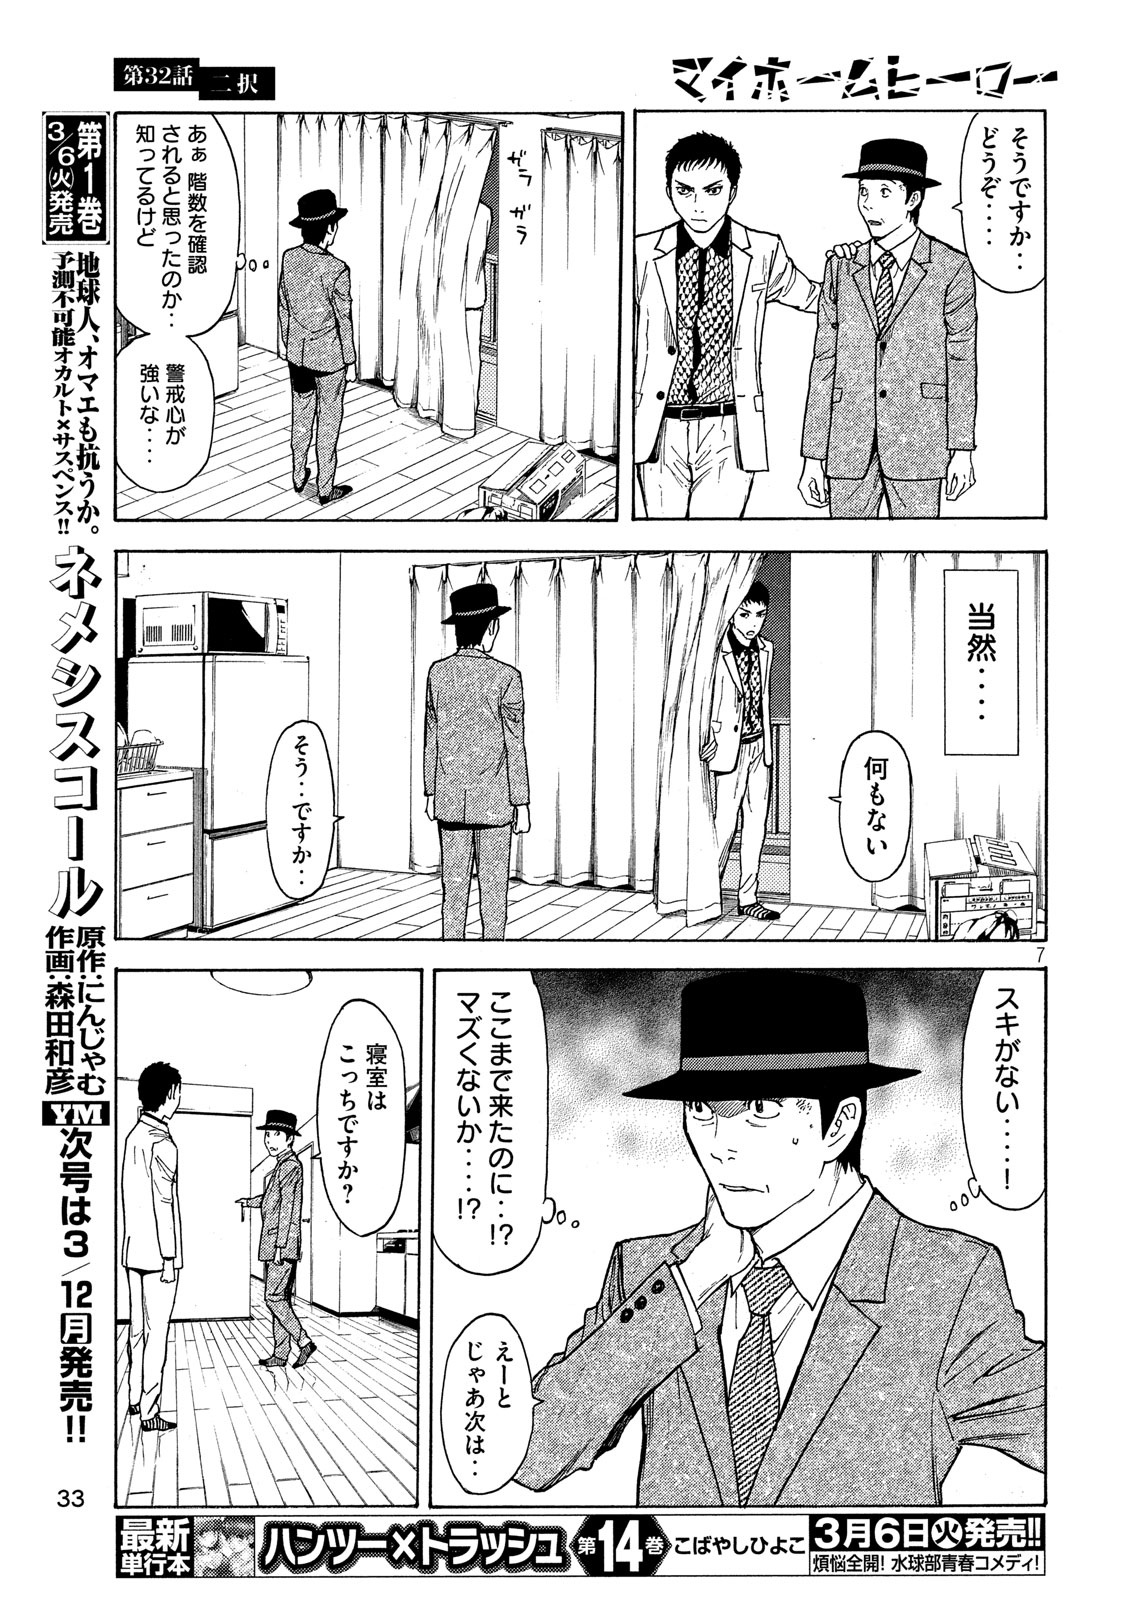 第32話
二択
マイホームヒーロー
そうですか‥
どうぞ‥‥
ガラ
ガラ
あぁ 階数を確認
されると思ったのか‥
知ってるけど
警戒心が
強いな‥‥
当然‥‥
何もない
そう‥ですか‥
7
スキがない‥‥!
ここまで来たのに‥!?
マズくないか‥‥!?
えーと
じゃあ次は‥
寝室は
こっちですか?
第1巻
3/6㊋発売
地球人、オマエも抗うか。
予測不可能オカルト×サスペンス!!
ネメシスコール
原作:にんじゃむ
作画:森田和彦
YM
次号は3/12月発売!!
33
最新
単行本
ハンツー×トラッシュ
第14巻
こばやしひよこ
3月6日㊋発売!!
煩悩全開! 水球部青春コメディ!